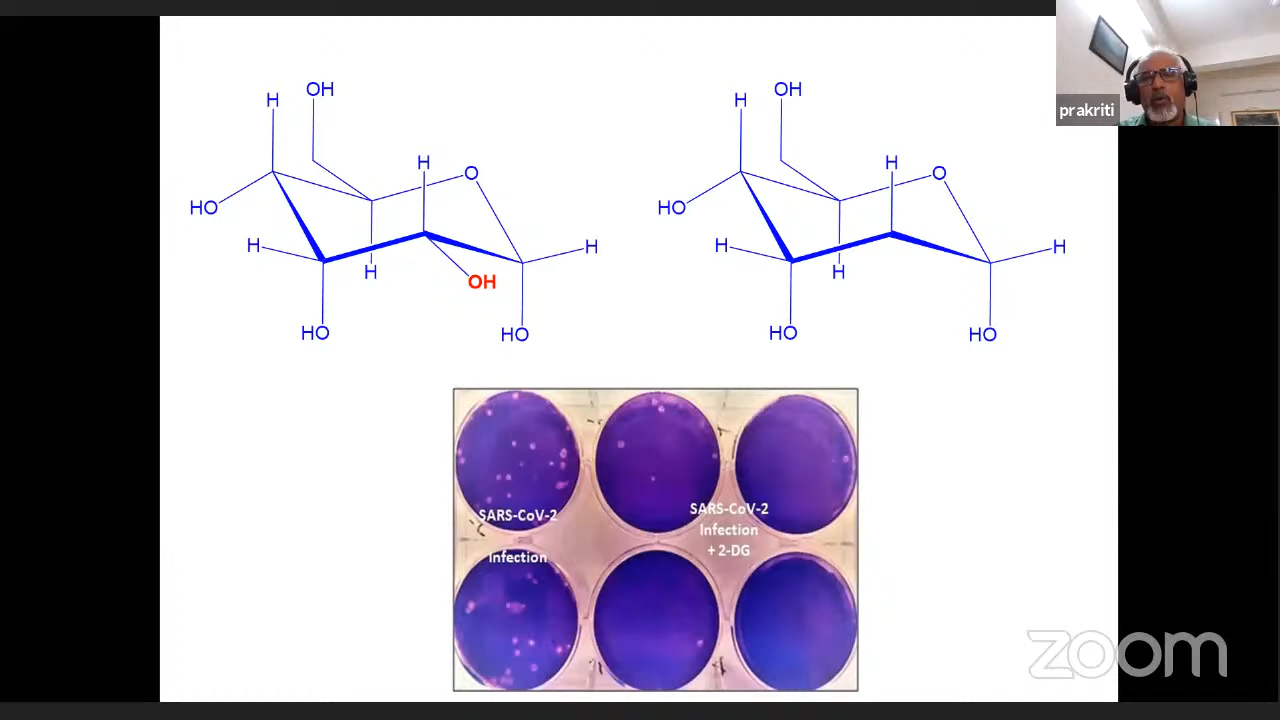 prakriti
OH
H
HO
H
O
H
H
H
OH
HO
HO
OH
H
HO
H
O
H
H
H
HO
HO
SARS-CoV-2
Infection
SARS-CoV-2
Infection
+ 2-DG
zoom